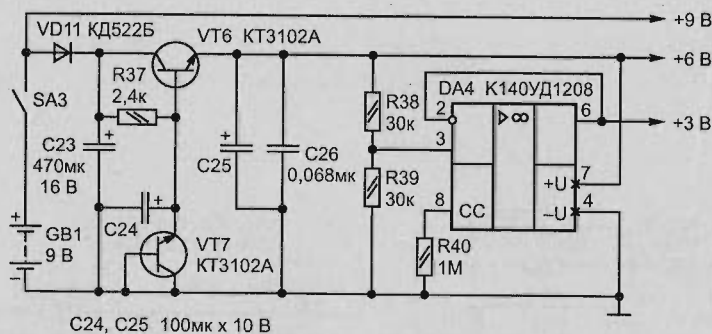 +9 В
VD11 КД522Б
VT6 КТ3102А
+6 В
R37
2,4к
SA3
DA4 К140УД1208
R38
30к
2
▷∞
6
+3 В
C23
470мк
16 В
+
+
+
C25
C26
0,068мк
3
R39
30к
7
+U
4
–U
8
CC
+
GB1
9 В
–
C24
VT7
КТ3102А
R40
1М
C24, C25 100мк x 10 В